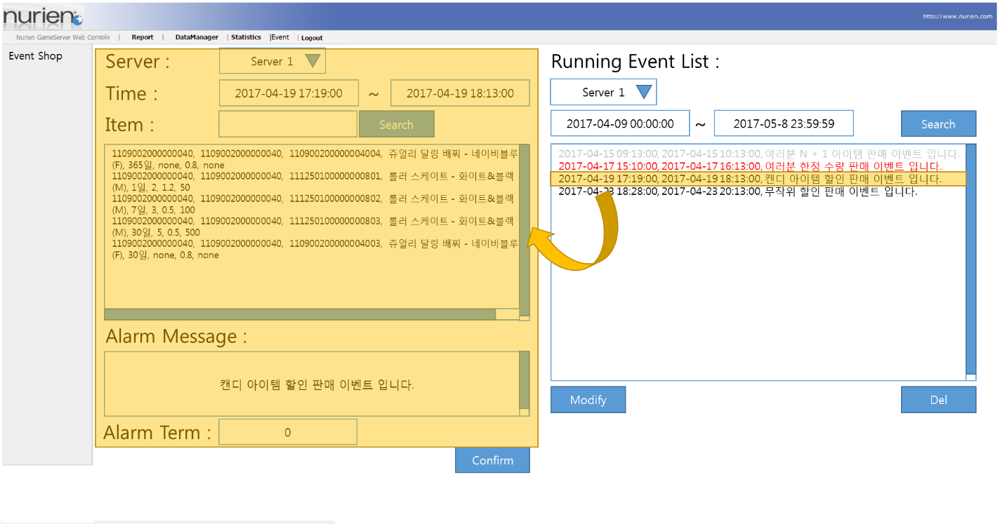 nurien
http://www.nurien.com
Nurien GameServer Web Console | Report | DataManager | Statistics |Event | Logout
Event Shop
Server :
Server 1
Time :
2017-04-19 17:19:00 ~ 2017-04-19 18:13:00
Item :
Search
1109002000000040, 1109002000000040, 110900200000004004, 쥬얼리 달링 배찌 - 네이비블루
(F), 365일, none, 0.8, none
1109002000000040, 1109002000000040, 111250100000000801, 롤러 스케이트 - 화이트&블랙
(M), 1일, 2, 1.2, 50
1109002000000040, 1109002000000040, 111250100000000802, 롤러 스케이트 - 화이트&블랙
(M), 7일, 3, 0.5, 100
1109002000000040, 1109002000000040, 111250100000000803, 롤러 스케이트 - 화이트&블랙
(M), 30일, 5, 0.5, 500
1109002000000040, 1109002000000040, 110900200000004003, 쥬얼리 달링 배찌 - 네이비블루
(F), 30일, none, 0.8, none
Alarm Message :
캔디 아이템 할인 판매 이벤트 입니다.
Alarm Term :
0
Confirm
Running Event List :
Server 1
2017-04-09 00:00:00 ~ 2017-05-8 23:59:59
Search
2017-04-15 09:13:00, 2017-04-15 10:13:00, 여러분 N + 1 아이템 판매 이벤트 입니다.
2017-04-17 15:10:00, 2017-04-17 16:13:00, 여러분 한정 수량 판매 이벤트 입니다.
2017-04-19 17:19:00, 2017-04-19 18:13:00, 캔디 아이템 할인 판매 이벤트 입니다.
2017-04-23 18:28:00, 2017-04-23 20:13:00, 무작위 할인 판매 이벤트 입니다.
Modify
Del